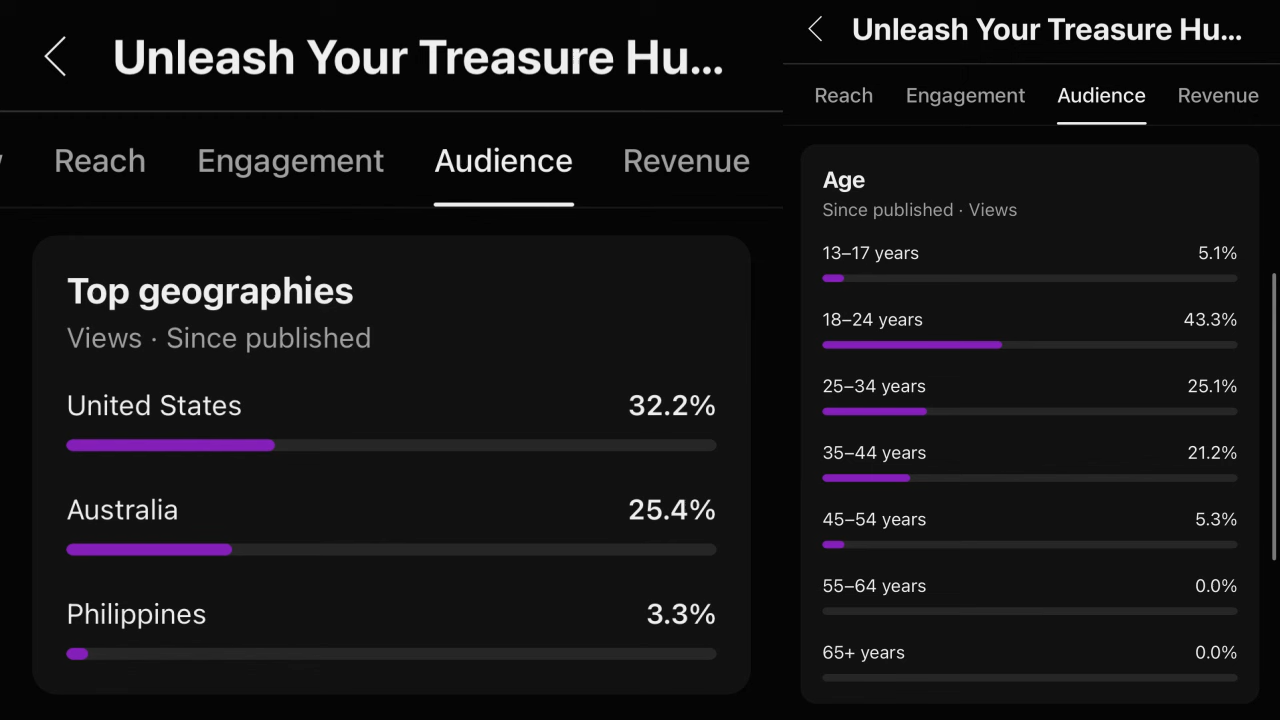 Unleash Your Treasure Hu...
Reach Engagement Audience Revenue
Top geographies
Views · Since published
United States 32.2%
Australia 25.4%
Philippines 3.3%
Unleash Your Treasure Hu...
Reach Engagement Audience Revenue
Age
Since published · Views
13–17 years 5.1%
18–24 years 43.3%
25–34 years 25.1%
35–44 years 21.2%
45–54 years 5.3%
55–64 years 0.0%
65+ years 0.0%